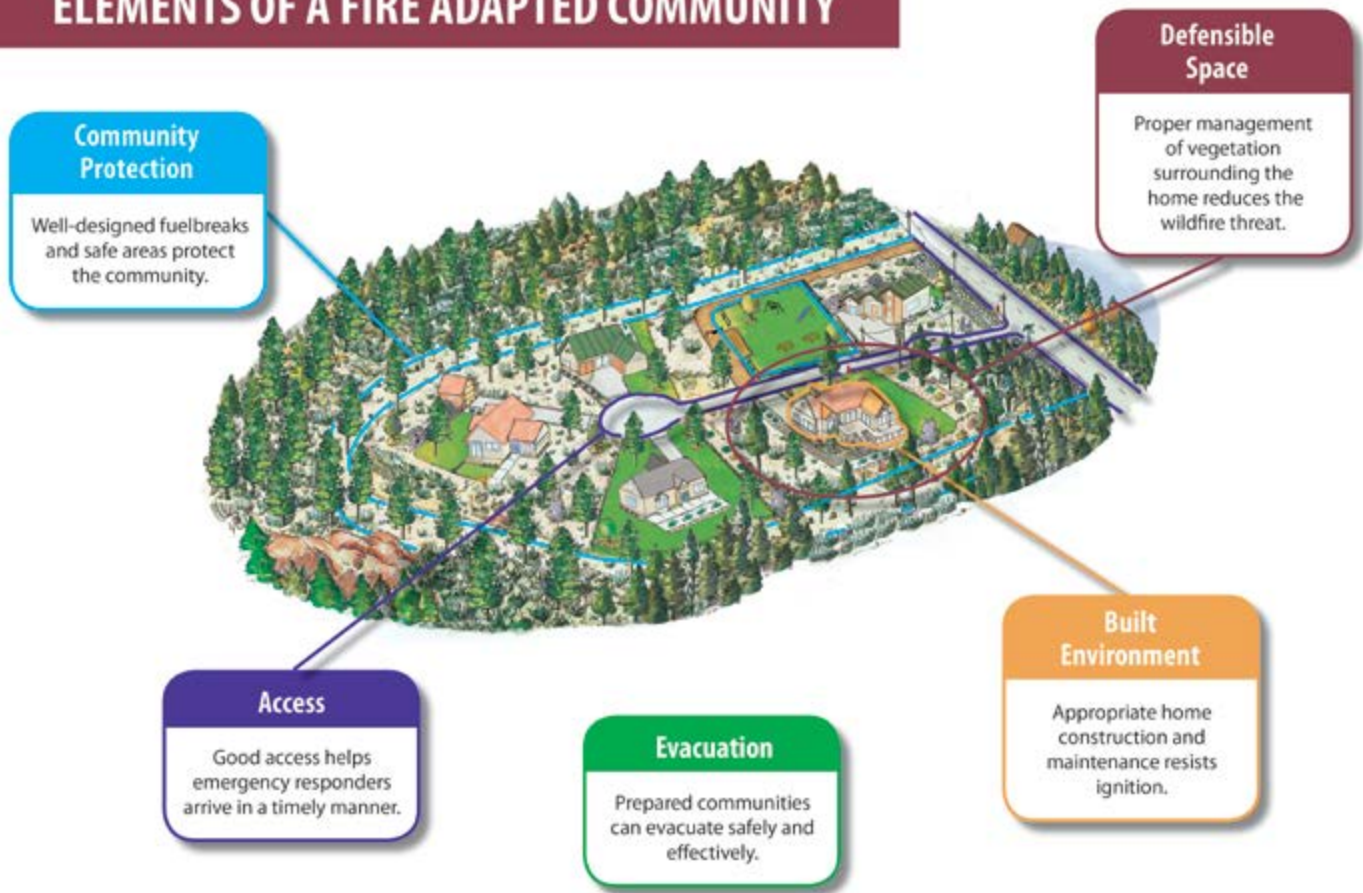 ELEMENTS OF A FIRE ADAPTED COMMUNITY
Defensible
Space
Proper management
of vegetation
surrounding the
home reduces the
wildfire threat.
Community
Protection
Well-designed fuelbreaks
and safe areas protect
the community.
Access
Good access helps
emergency responders
arrive in a timely manner.
Evacuation
Prepared communities
can evacuate safely and
effectively.
Built
Environment
Appropriate home
construction and
maintenance resists
ignition.